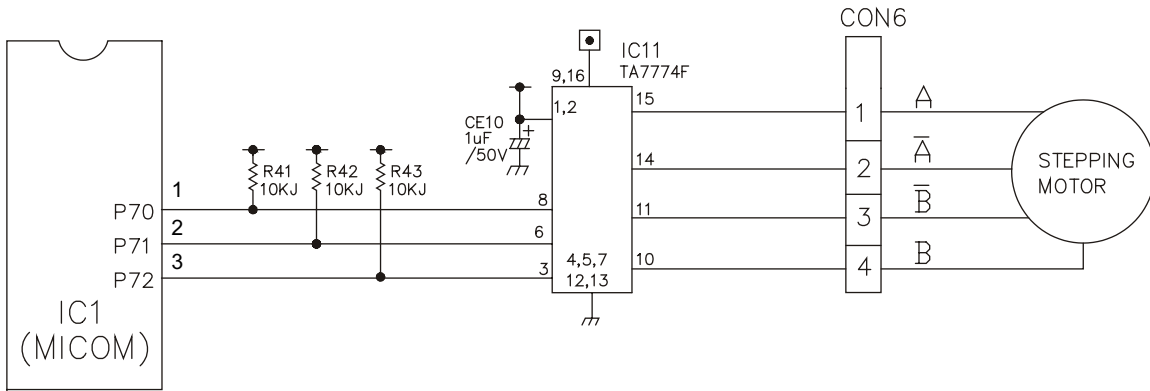 CON6
IC11
TA7774F
9,16
1,2
15
CE10
1uF
/50V
1
A
14
2
A̅
STEPPING
MOTOR
R41
10KJ
R42
10KJ
R43
10KJ
1
P70
8
11
3
B̅
2
P71
6
3
P72
3
4,5,7
12,13
10
4
B
IC1
(MICOM)